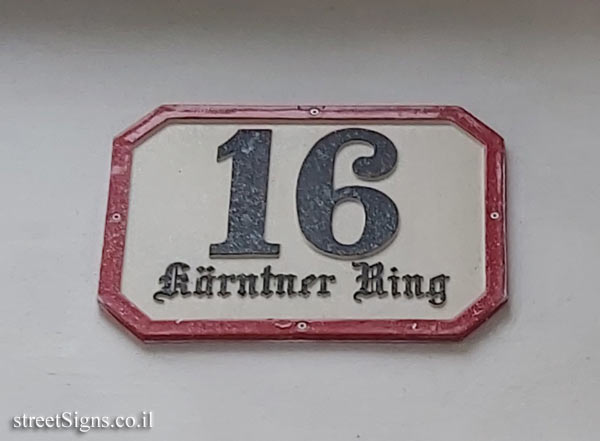 16
Kärntner Ring
streetSigns.co.il